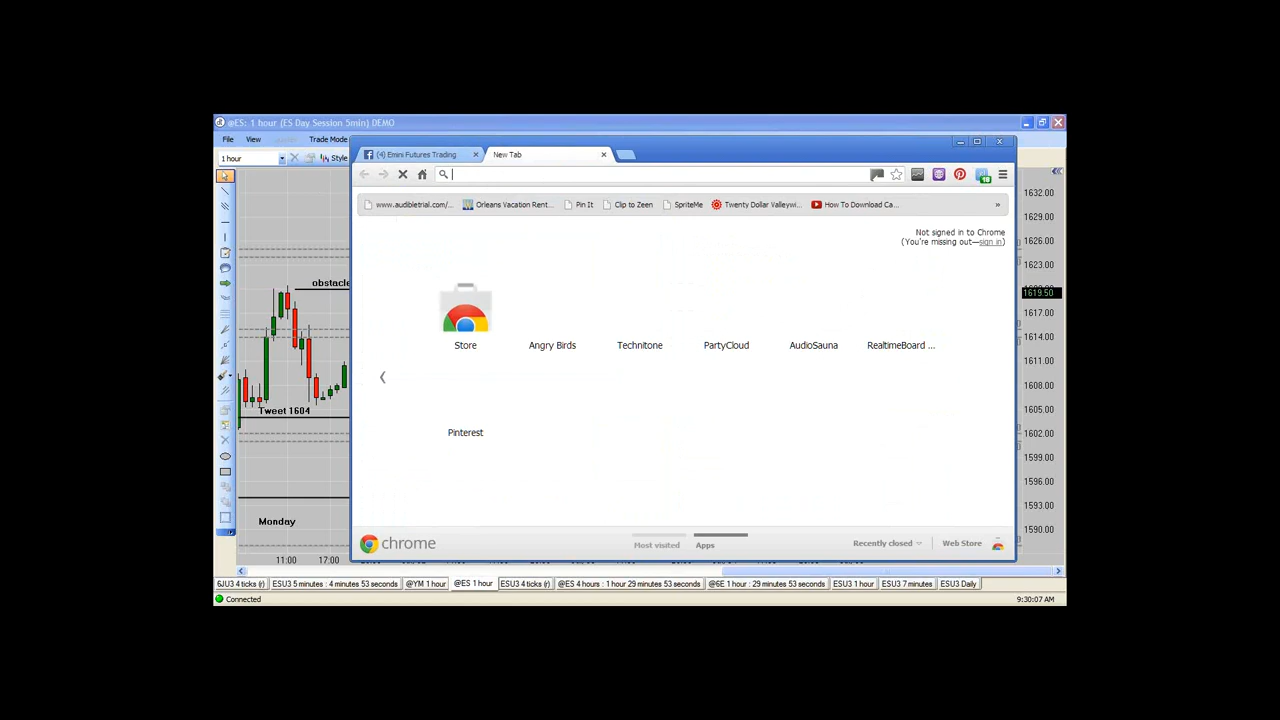 @ES: 1 hour (ES Day Session 5min) DEMO
File View Trade Mode
1 hour Style
(4) Emini Futures Trading New Tab
www.audibletrial.com/... Orleans Vacation Rent... Pin It Clip to Zeen SpriteMe Twenty Dollar Valleywi... How To Download Ca... »
Not signed in to Chrome
(You're missing out—sign in)
Store Angry Birds Technitone PartyCloud AudioSauna RealtimeBoard ...
Pinterest
chrome Most visited Apps Recently closed Web Store
18
obstacle
Tweet 1604
Monday
11:00 17:00
1632.00
1629.00
1626.00
1623.00
1619.50
1617.00
1614.00
1611.00
1608.00
1605.00
1602.00
1599.00
1596.00
1593.00
1590.00
6JU3 4 ticks (r) ESU3 5 minutes : 4 minutes 53 seconds @YM 1 hour @ES 1 hour ESU3 4 ticks (r) @ES 4 hours : 1 hour 29 minutes 53 seconds @6E 1 hour : 29 minutes 53 seconds ESU3 1 hour ESU3 7 minutes ESU3 Daily
Connected 9:30:07 AM